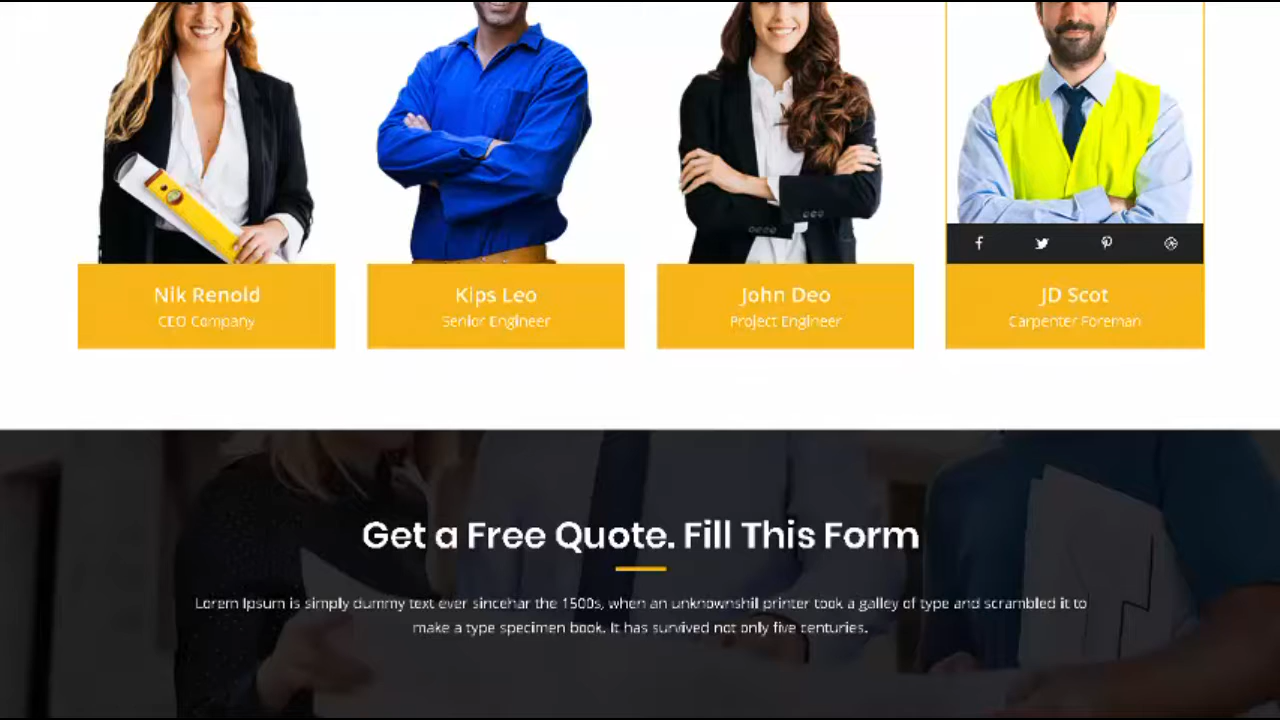 Nik Renold
CEO Company
Kips Leo
Senior Engineer
John Deo
Project Engineer
JD Scot
Carpenter Foreman
Get a Free Quote. Fill This Form
Lorem Ipsum is simply dummy text ever sincehar the 1500s, when an unknownshil printer took a galley of type and scrambled it to
make a type specimen book. It has survived not only five centuries.